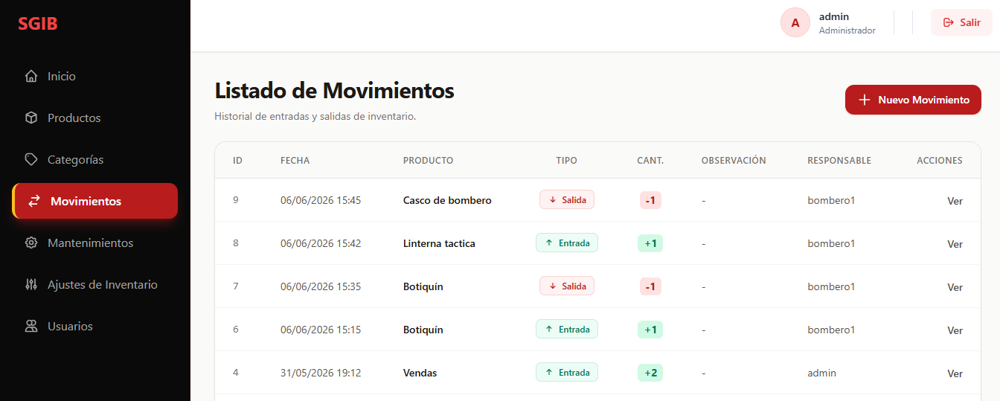 SGIB
A
admin
Administrador
Salir
Inicio
Productos
Categorías
Movimientos
Mantenimientos
Ajustes de Inventario
Usuarios
Listado de Movimientos
Historial de entradas y salidas de inventario.
Nuevo Movimiento
ID FECHA PRODUCTO TIPO CANT. OBSERVACIÓN RESPONSABLE ACCIONES
9 06/06/2026 15:45 Casco de bombero Salida -1 - bombero1 Ver
8 06/06/2026 15:42 Linterna tactica Entrada +1 - bombero1 Ver
7 06/06/2026 15:35 Botiquín Salida -1 - bombero1 Ver
6 06/06/2026 15:15 Botiquín Entrada +1 - bombero1 Ver
4 31/05/2026 19:12 Vendas Entrada +2 - admin Ver